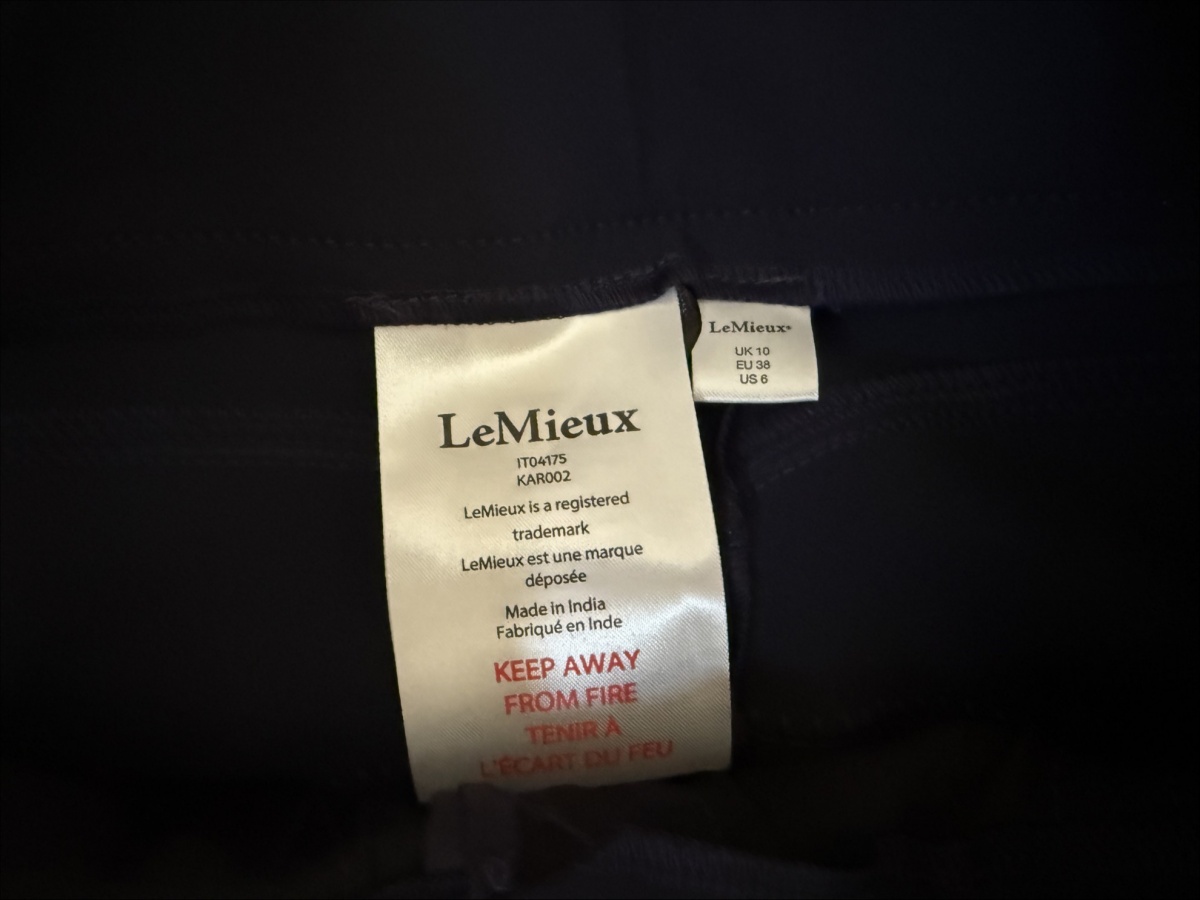 LeMieux
IT04175
KAR002
LeMieux is a registered
trademark
LeMieux est une marque
déposée
Made in India
Fabriqué en Inde
KEEP AWAY
FROM FIRE
TENIR À
L'ÉCART DU FEU
LeMieux
UK 10
EU 38
US 6